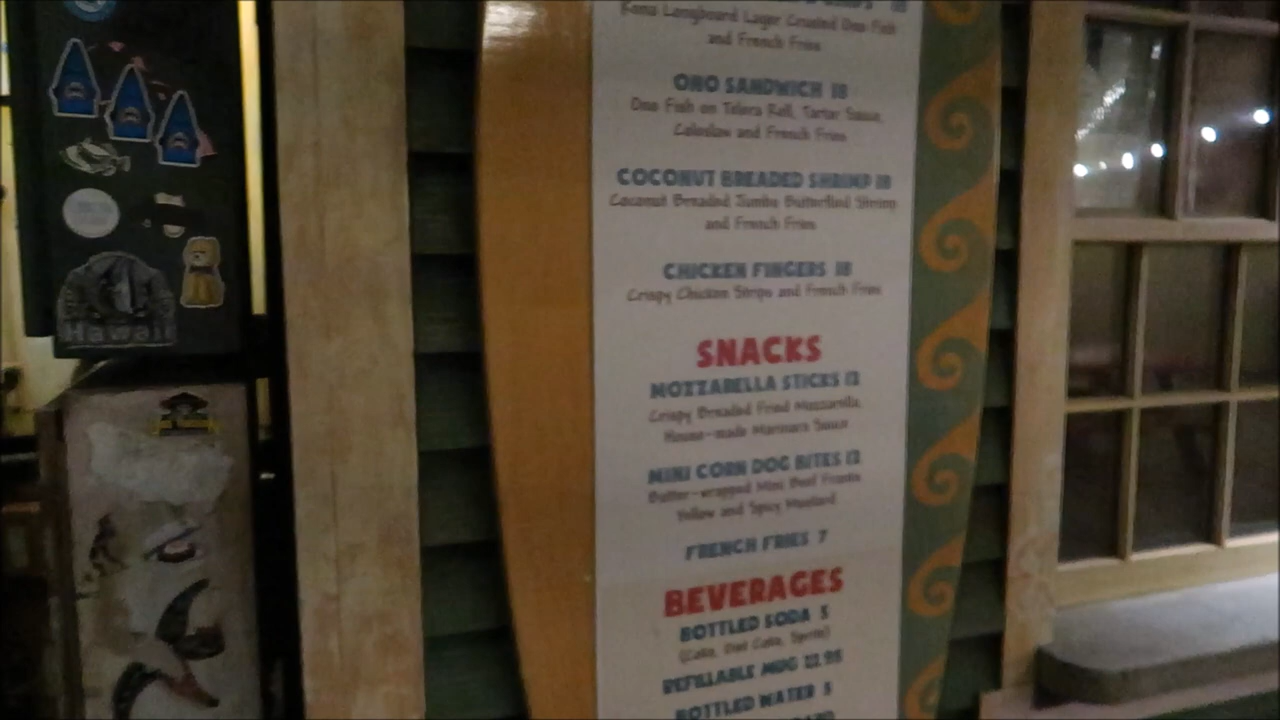 Kona Longboard Lager Crusted Ono Fish
and French Fries
ONO SANDWICH 18
Ono Fish on Telera Roll, Tartar Sauce,
Coleslaw and French Fries
COCONUT BREADED SHRIMP 18
Coconut Breaded Jumbo Butterflied Shrimp
and French Fries
CHICKEN FINGERS 18
Crispy Chicken Strips and French Fries
SNACKS
MOZZARELLA STICKS 12
Crispy Breaded Fried Mozzarella,
House-made Marinara Sauce
MINI CORN DOG BITES 12
Batter-wrapped Mini Beef Franks
Yellow and Spicy Mustard
FRENCH FRIES 7
BEVERAGES
BOTTLED SODA 5
(Coke, Diet Coke, Sprite)
REFILLABLE MUG
BOTTLED WATER 5
Hawaii